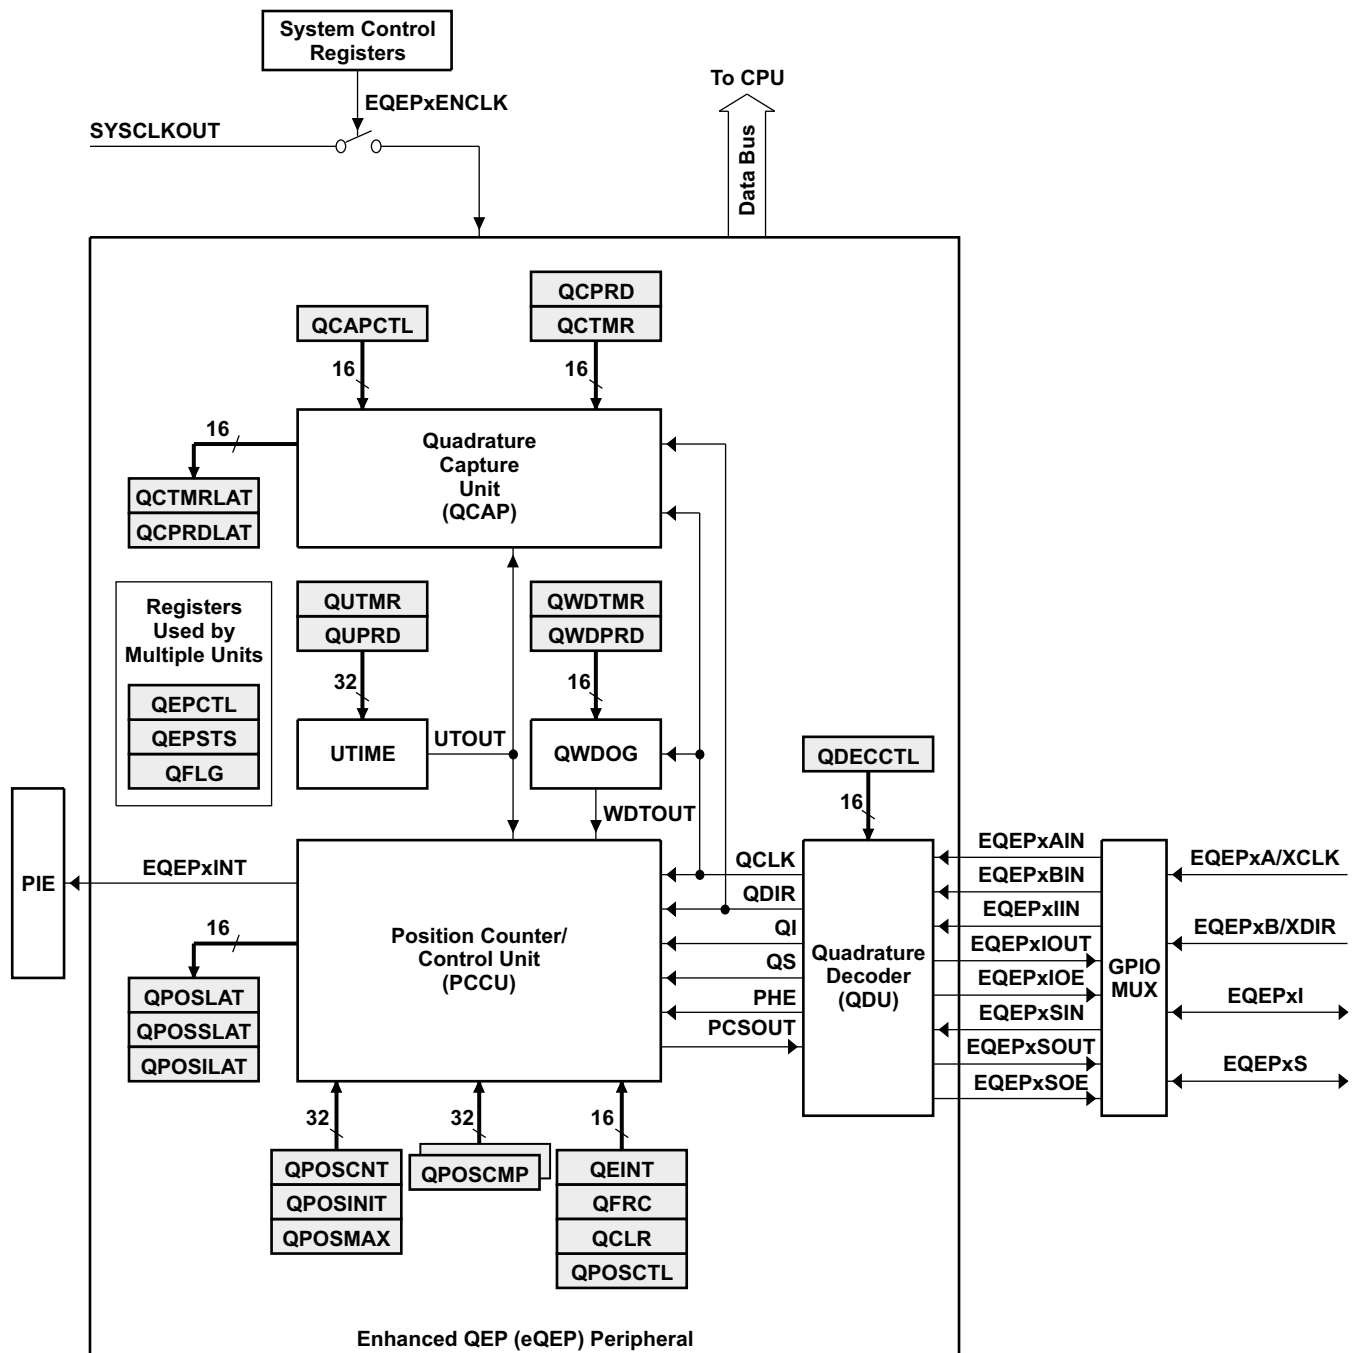 System Control
Registers
To CPU
EQEPxENCLK
SYSCLKOUT
Data Bus
QCPRD
QCTMR
QCAPCTL
16
16
16
Quadrature
Capture
Unit
(QCAP)
QCTMRLAT
QCPRDLAT
Registers
Used by
Multiple Units
QEPCTL
QEPSTS
QFLG
QUTMR
QUPRD
QWDTMR
QWDPRD
32
16
UTIME
UTOUT
QWDOG
WDTOUT
QDECCTL
16
PIE
EQEPxINT
16
Position Counter/
Control Unit
(PCCU)
QCLK
QDIR
QI
QS
PHE
PCSOUT
Quadrature
Decoder
(QDU)
EQEPxAIN
EQEPxBIN
EQEPxIIN
EQEPxIOUT
EQEPxIOE
EQEPxSIN
EQEPxSOUT
EQEPxSOE
GPIO
MUX
EQEPxA/XCLK
EQEPxB/XDIR
EQEPxI
EQEPxS
QPOSLAT
QPOSSLAT
QPOSILAT
32
32
16
QPOSCNT
QPOSINIT
QPOSMAX
QPOSCMP
QEINT
QFRC
QCLR
QPOSCTL
Enhanced QEP (eQEP) Peripheral